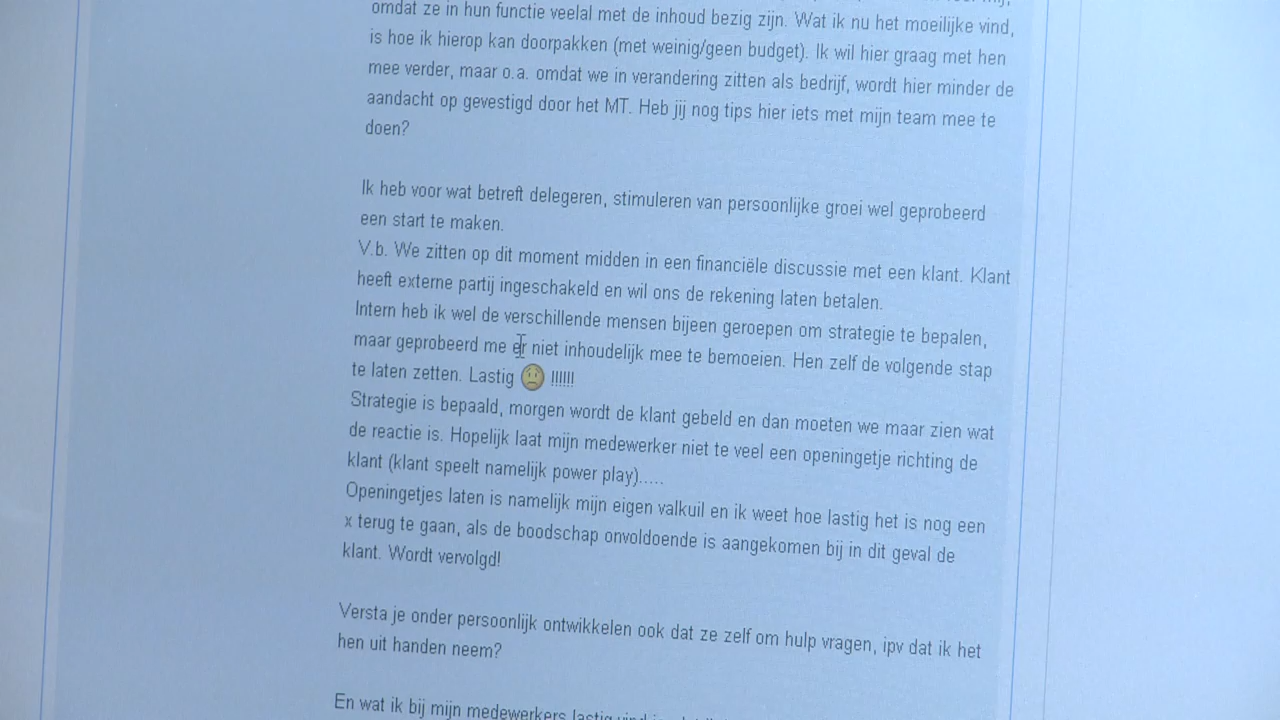 omdat ze in hun functie veelal met de inhoud bezig zijn. Wat ik nu het moeilijke vind,
is hoe ik hierop kan doorpakken (met weinig/geen budget). Ik wil hier graag met hen
mee verder, maar o.a. omdat we in verandering zitten als bedrijf, wordt hier minder de
aandacht op gevestigd door het MT. Heb jij nog tips hier iets met mijn team mee te
doen?
Ik heb voor wat betreft delegeren, stimuleren van persoonlijke groei wel geprobeerd
een start te maken.
V.b. We zitten op dit moment midden in een financiële discussie met een klant. Klant
heeft externe partij ingeschakeld en wil ons de rekening laten betalen.
Intern heb ik wel de verschillende mensen bijeen geroepen om strategie te bepalen,
maar geprobeerd me er niet inhoudelijk mee te bemoeien. Hen zelf de volgende stap
te laten zetten. Lastig !!!!!!
Strategie is bepaald, morgen wordt de klant gebeld en dan moeten we maar zien wat
de reactie is. Hopelijk laat mijn medewerker niet te veel een openingetje richting de
klant (klant speelt namelijk power play).....
Openingetjes laten is namelijk mijn eigen valkuil en ik weet hoe lastig het is nog een
x terug te gaan, als de boodschap onvoldoende is aangekomen bij in dit geval de
klant. Wordt vervolgd!
Versta je onder persoonlijk ontwikkelen ook dat ze zelf om hulp vragen, ipv dat ik het
hen uit handen neem?
En wat ik bij mijn medewerkers lastig vind